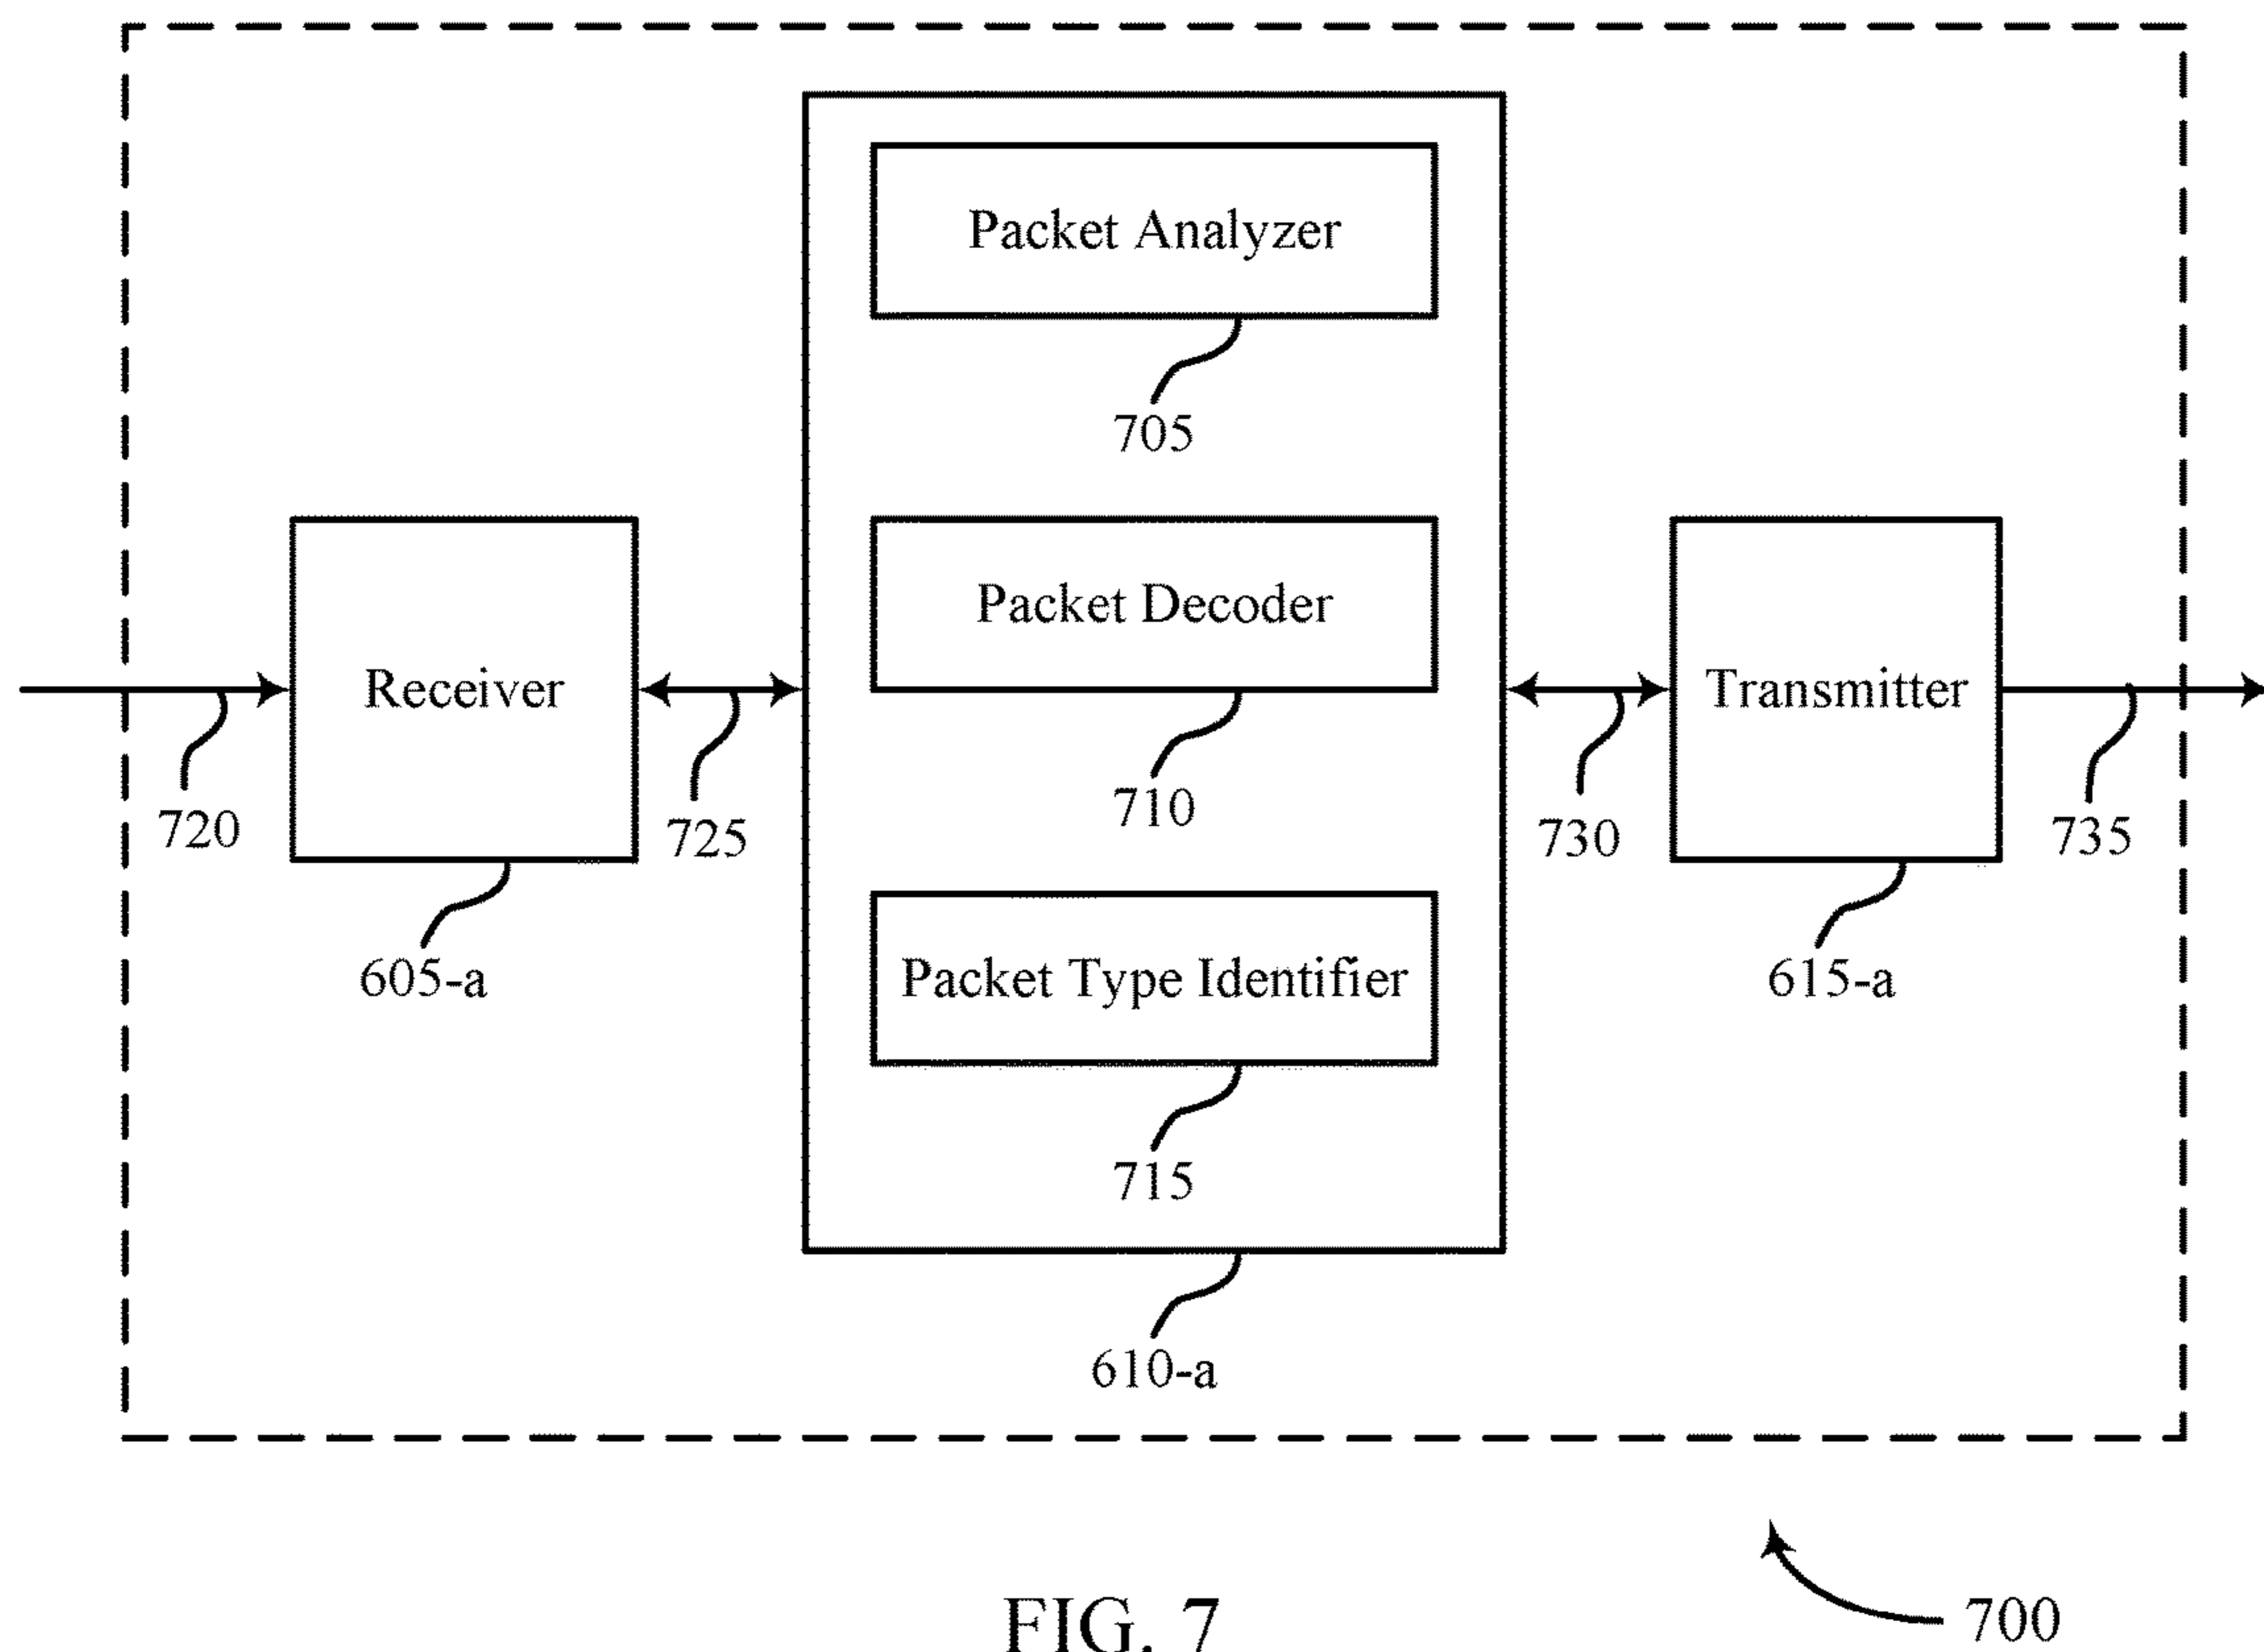 Packet Analyzer
705
Packet Decoder
Receiver
Transmitter
710
720
725
730
735
Packet Type Identifier
605-a
615-a
715
610-a
FIG. 7
700